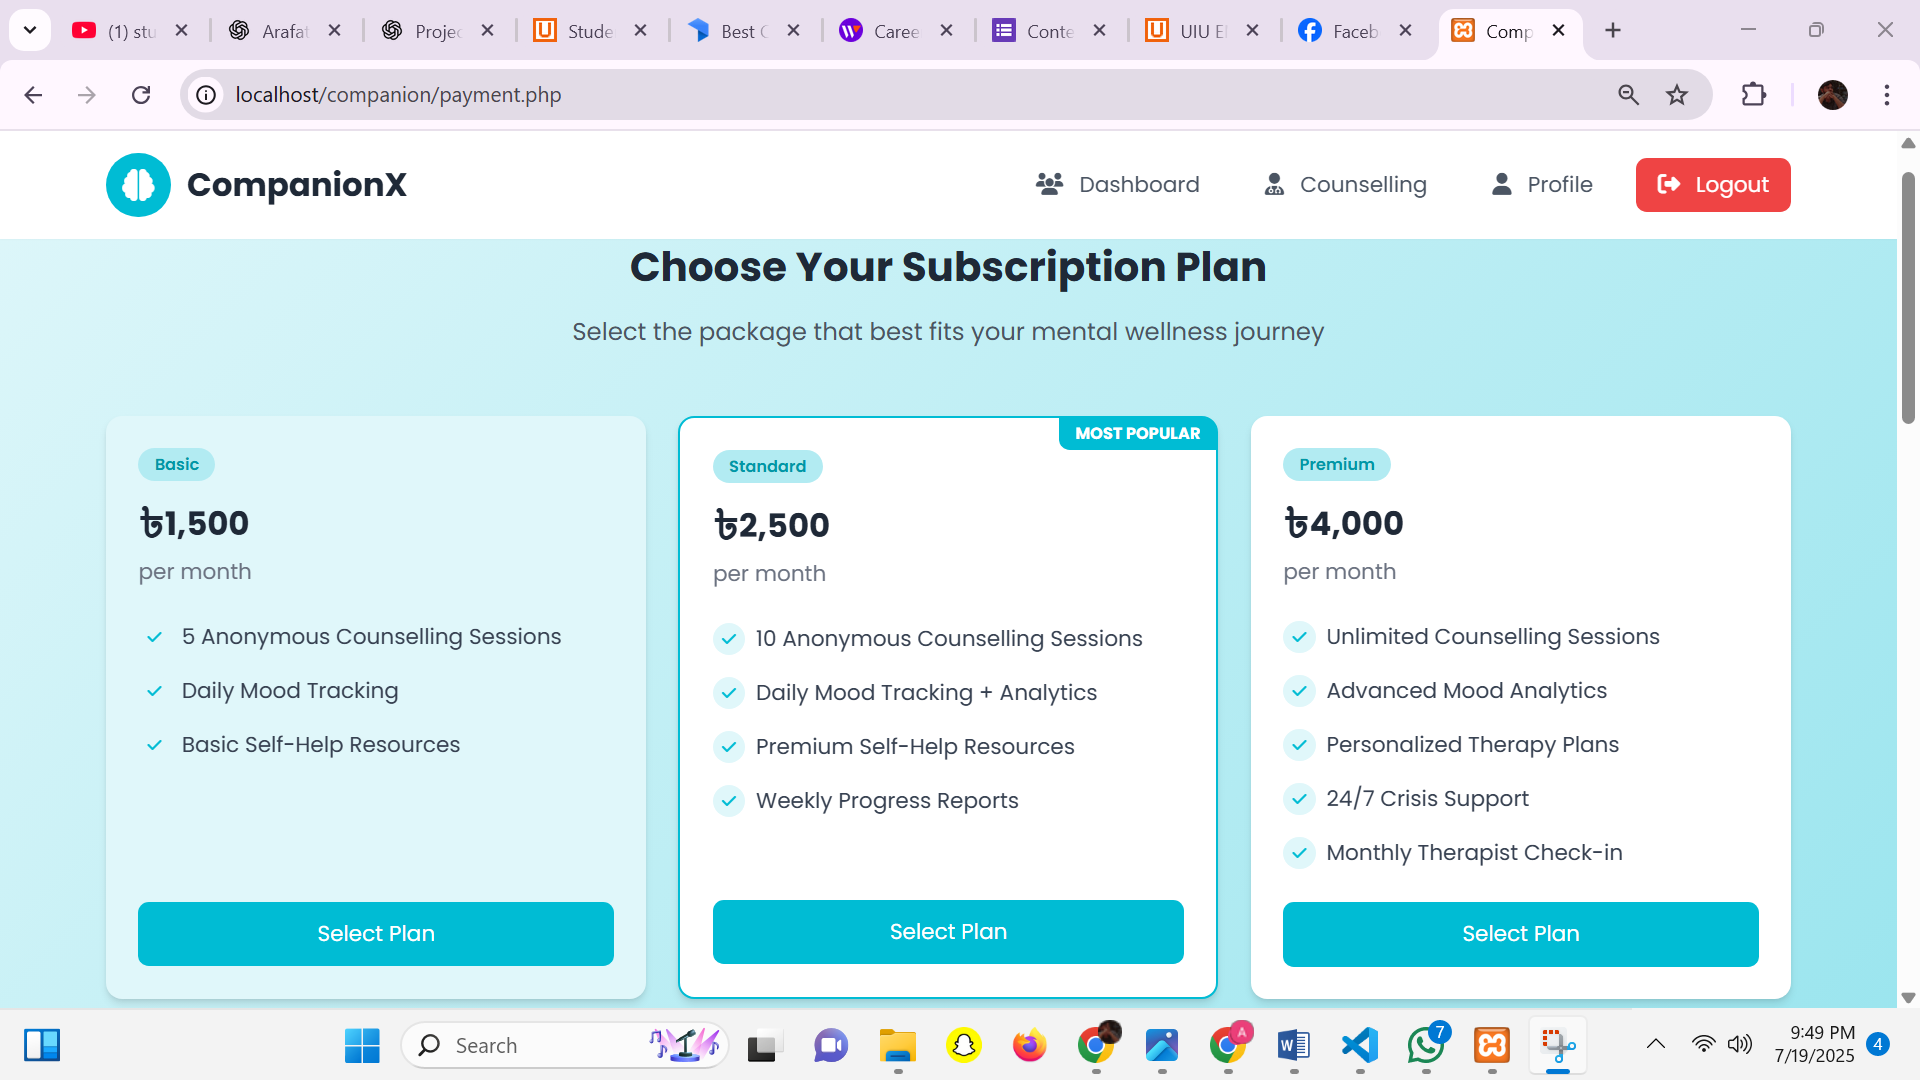 (1) stu
Arafat
Projec
Stude
Best C
Caree
Conte
UIU El
Faceb
Comp
localhost/companion/payment.php
CompanionX
Dashboard
Counselling
Profile
Logout
Choose Your Subscription Plan
Select the package that best fits your mental wellness journey
Basic
৳1,500
per month
5 Anonymous Counselling Sessions
Daily Mood Tracking
Basic Self-Help Resources
Select Plan
MOST POPULAR
Standard
৳2,500
per month
10 Anonymous Counselling Sessions
Daily Mood Tracking + Analytics
Premium Self-Help Resources
Weekly Progress Reports
Select Plan
Premium
৳4,000
per month
Unlimited Counselling Sessions
Advanced Mood Analytics
Personalized Therapy Plans
24/7 Crisis Support
Monthly Therapist Check-in
Select Plan
Search
A
7
9:49 PM
7/19/2025
4